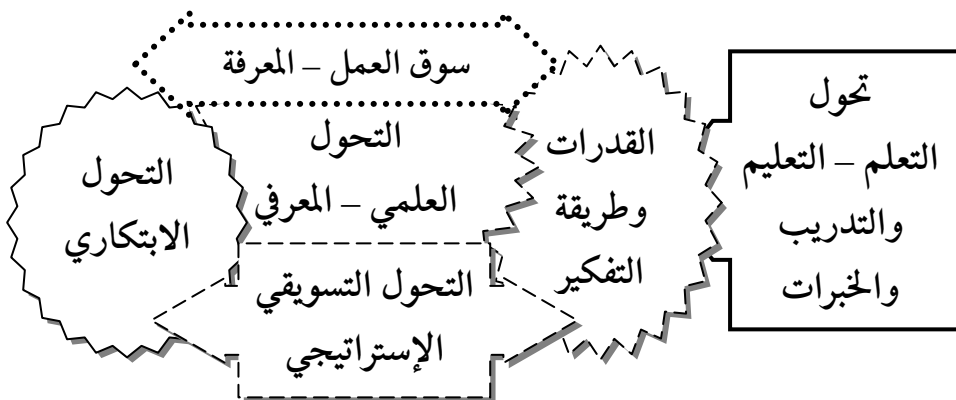 سوق العمل – المعرفة
تحول
التعلم – التعليم
والتدريب
والخبرات
القدرات
وطريقة
التفكير
التحول
العلمي – المعرفي
التحول التسويقي
الإستراتيجي
التحول
الابتكاري